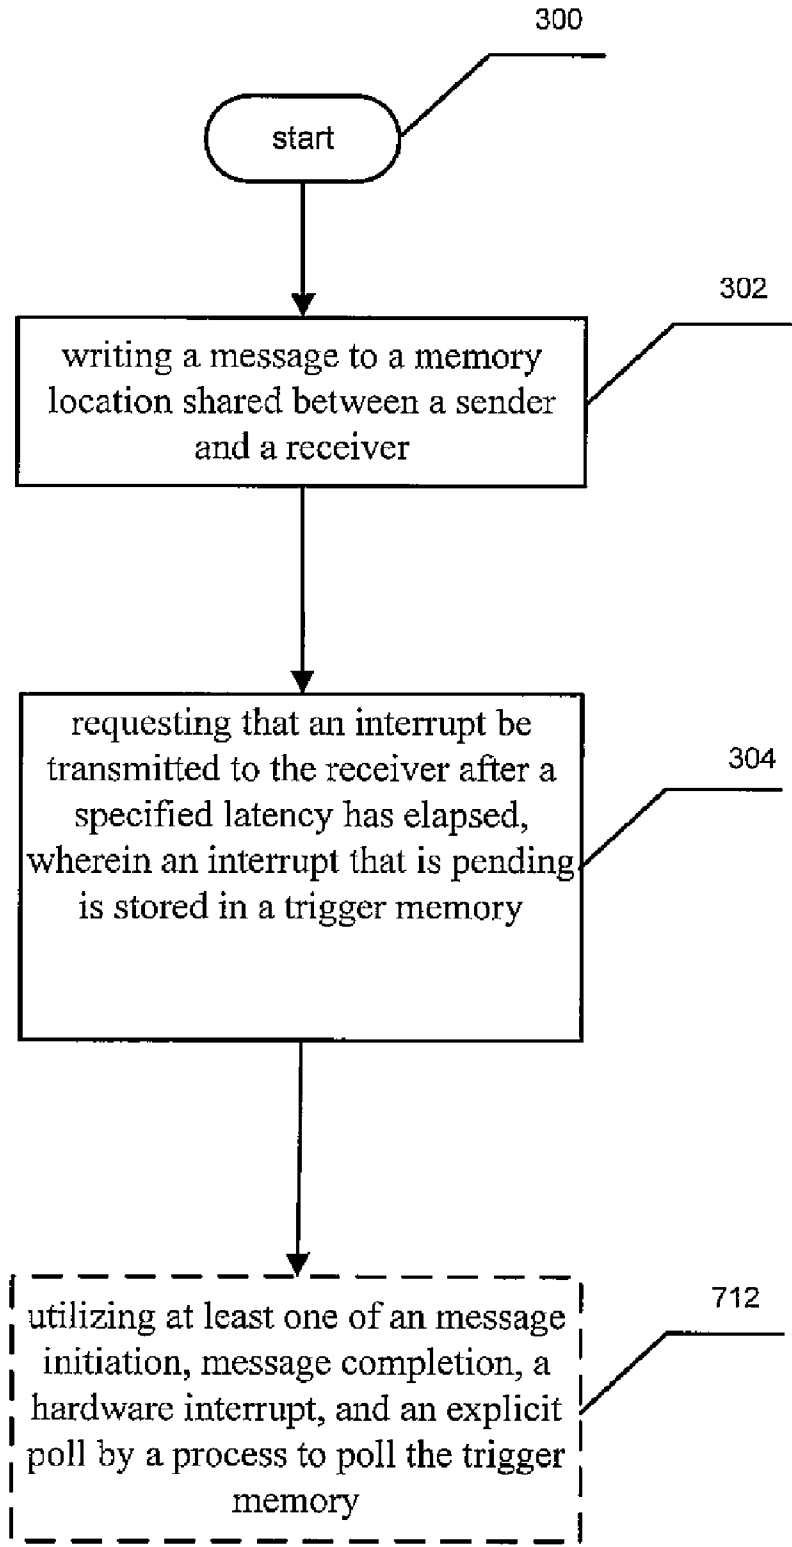 300
start
302
writing a message to a memory
location shared between a sender
and a receiver
requesting that an interrupt be
transmitted to the receiver after a
specified latency has elapsed,
wherein an interrupt that is pending
is stored in a trigger memory
304
utilizing at least one of an message
initiation, message completion, a
hardware interrupt, and an explicit
poll by a process to poll the trigger
memory
712